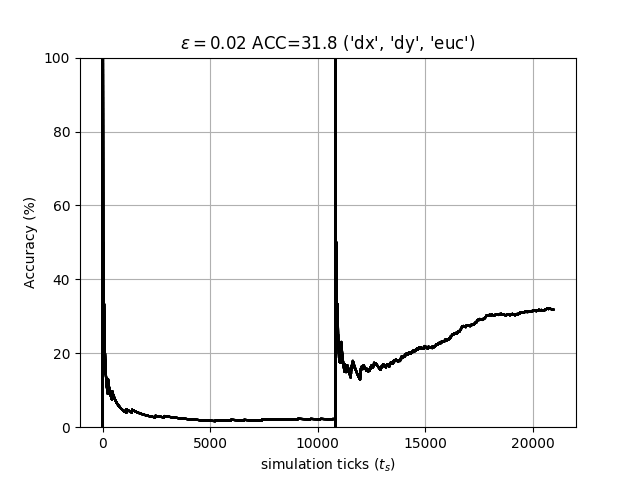 ε = 0.02 ACC=31.8 ('dx', 'dy', 'euc')
100
80
60
40
20
0
Accuracy (%)
0 5000 10000 15000 20000
simulation ticks (tₛ)